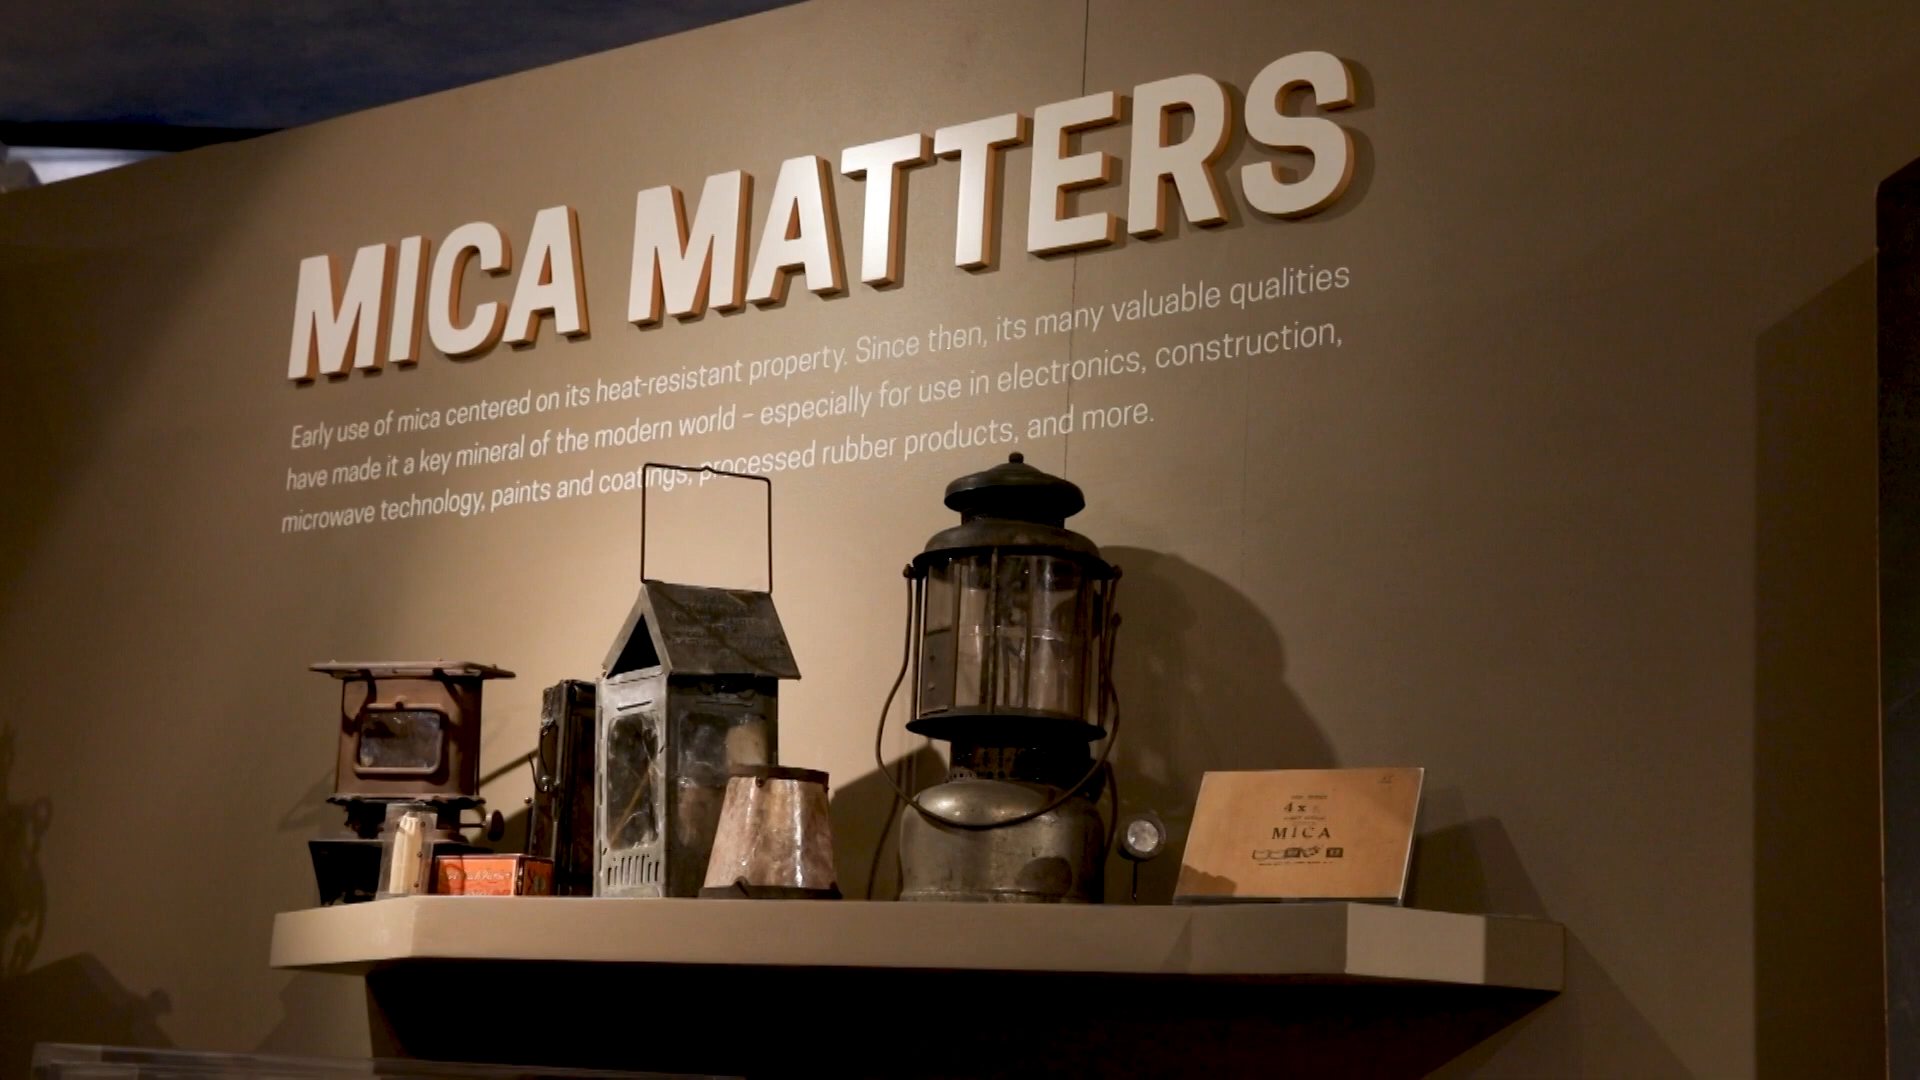 MICA MATTERS
Early use of mica centered on its heat-resistant property. Since then, its many valuable qualities
have made it a key mineral of the modern world – especially for use in electronics, construction,
microwave technology, paints and coatings, processed rubber products, and more.
4x
MICA